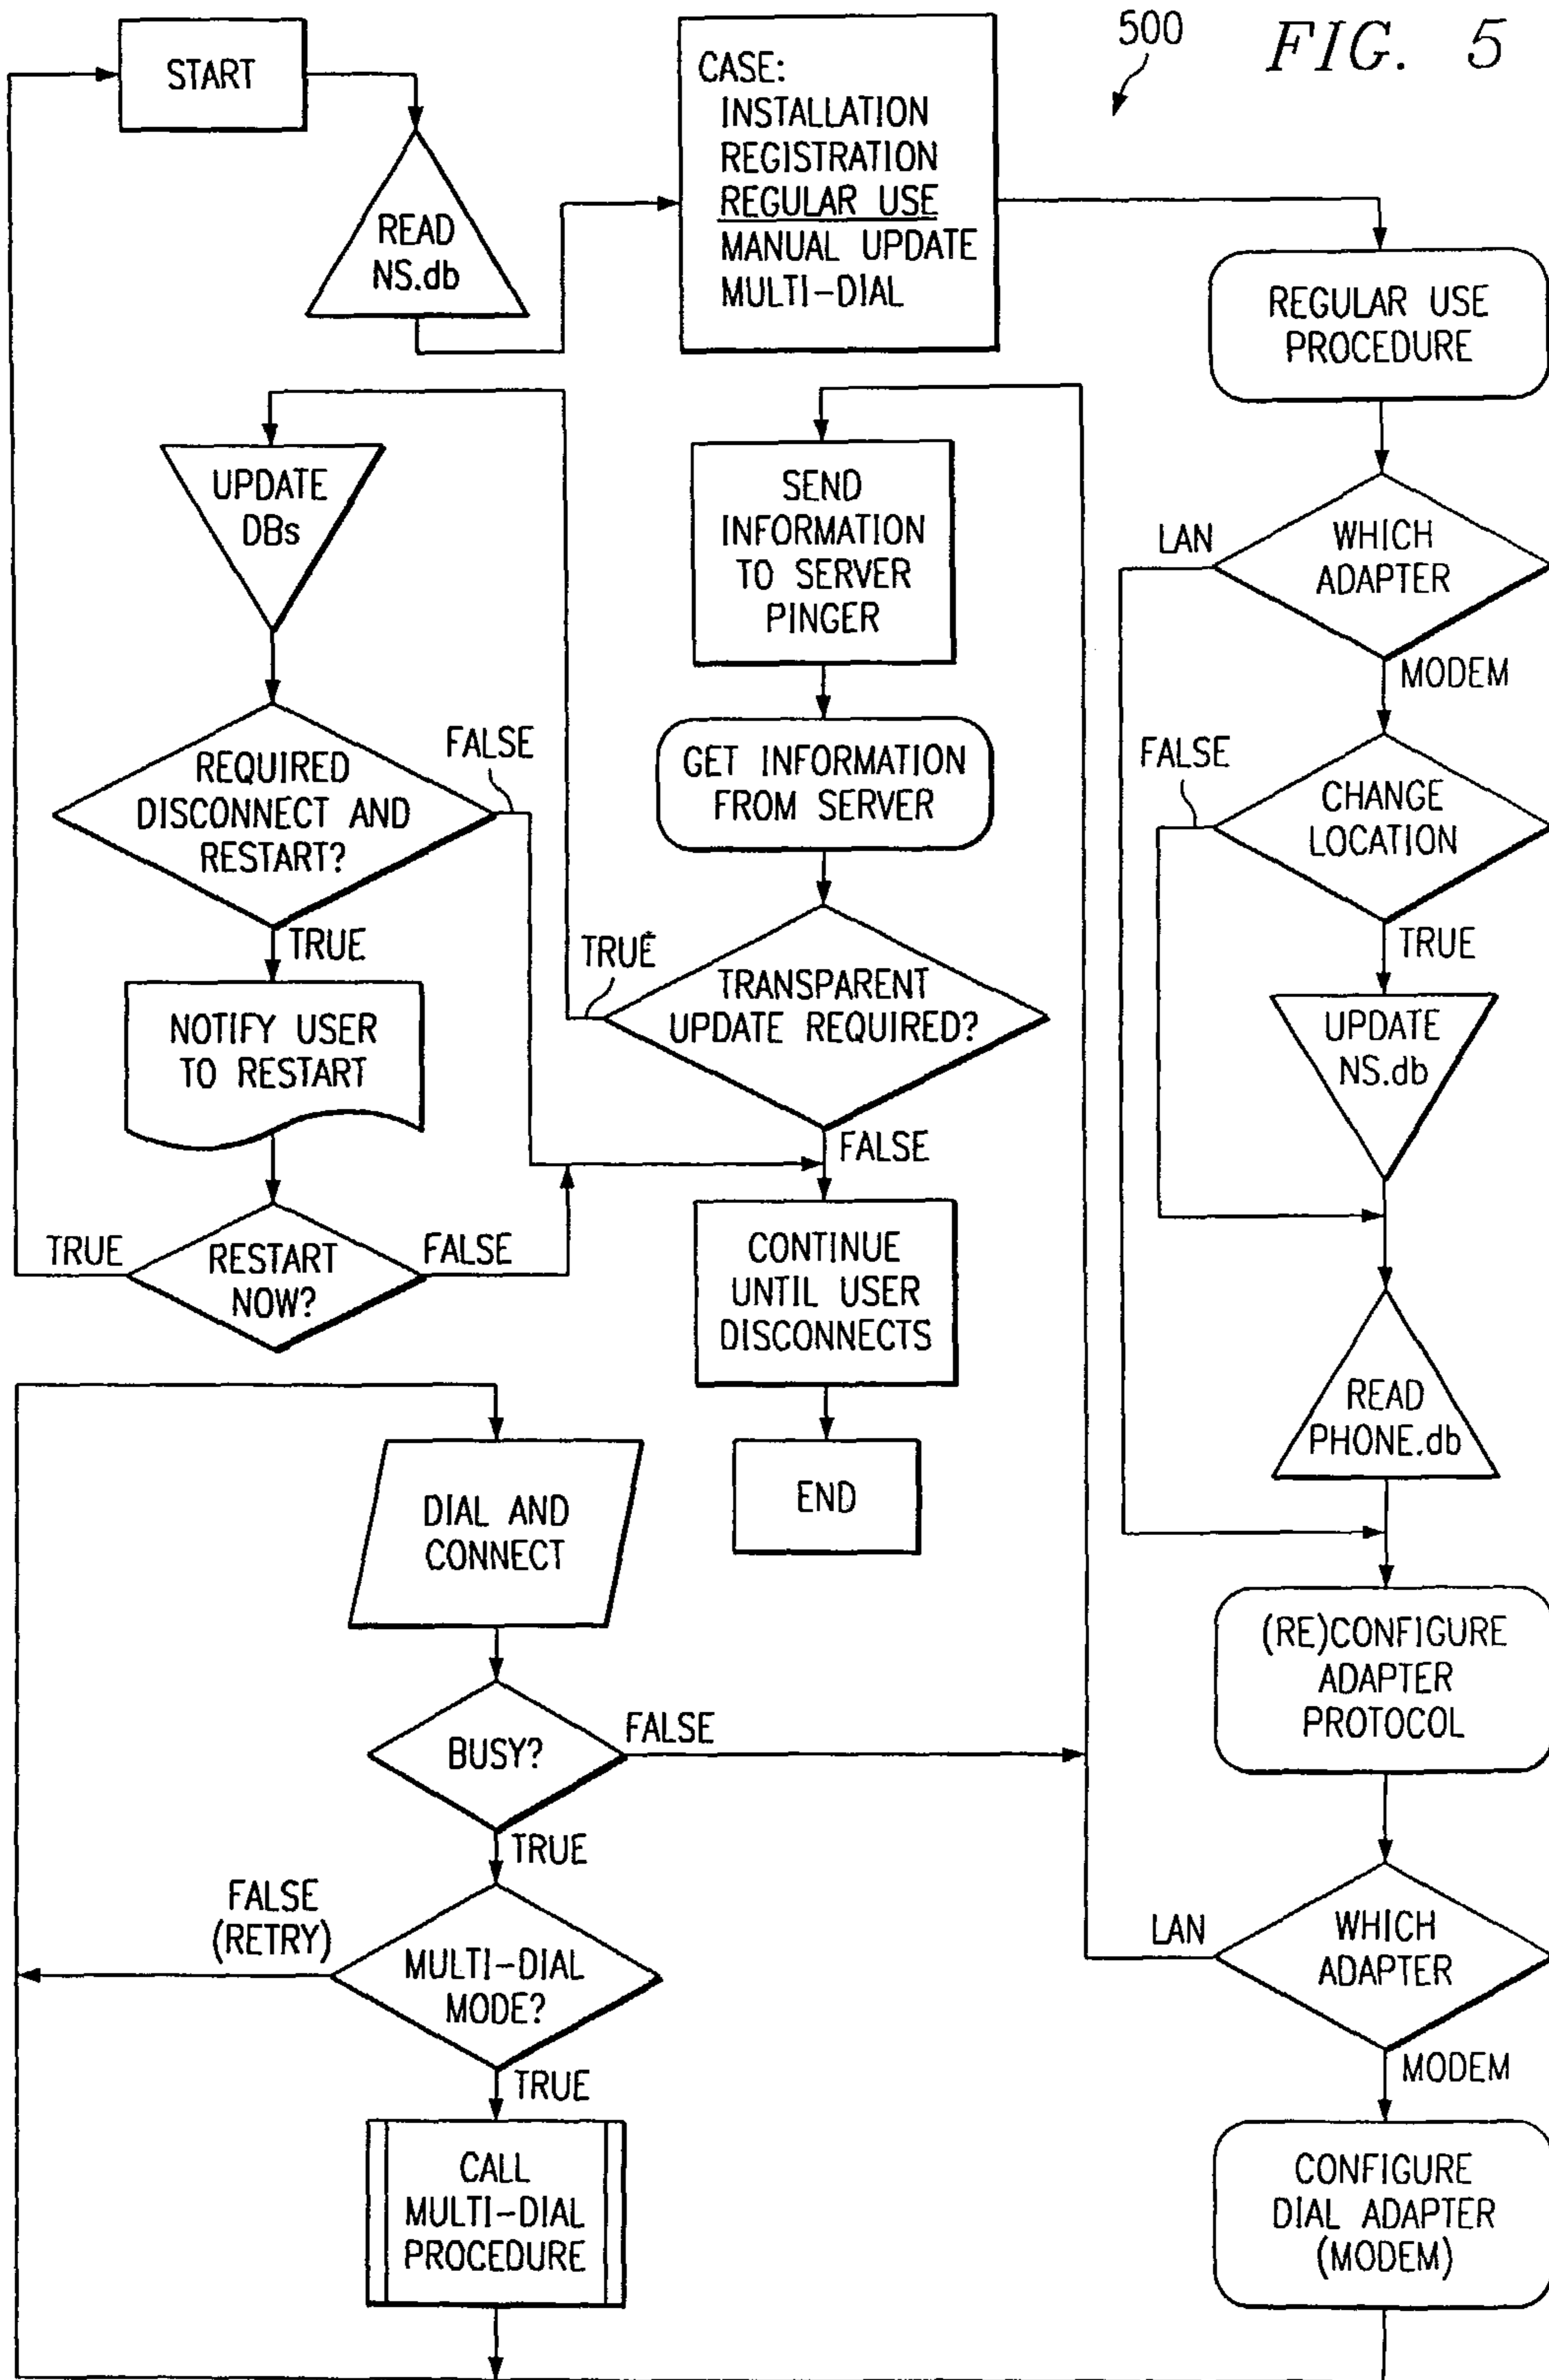 500
FIG. 5
START
READ
NS.db
CASE:
INSTALLATION
REGISTRATION
REGULAR USE
MANUAL UPDATE
MULTI-DIAL
REGULAR USE
PROCEDURE
WHICH
ADAPTER
LAN
MODEM
CHANGE
LOCATION
FALSE
TRUE
UPDATE
NS.db
READ
PHONE.db
(RE)CONFIGURE
ADAPTER
PROTOCOL
WHICH
ADAPTER
LAN
MODEM
CONFIGURE
DIAL ADAPTER
(MODEM)
DIAL AND
CONNECT
BUSY?
FALSE
TRUE
MULTI-DIAL
MODE?
FALSE
(RETRY)
TRUE
CALL
MULTI-DIAL
PROCEDURE
SEND
INFORMATION
TO SERVER
PINGER
GET INFORMATION
FROM SERVER
TRANSPARENT
UPDATE REQUIRED?
TRUE
FALSE
UPDATE
DBs
REQUIRED
DISCONNECT AND
RESTART?
FALSE
TRUE
NOTIFY USER
TO RESTART
RESTART
NOW?
TRUE
FALSE
CONTINUE
UNTIL USER
DISCONNECTS
END